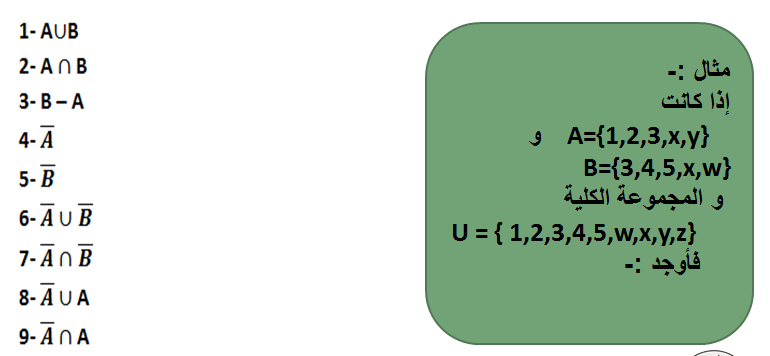 مثال :-
إذا كانت
A={1,2,3,x,y} و
B={3,4,5,x,w}
و المجموعة الكلية
U = { 1,2,3,4,5,w,x,y,z}
فأوجد :-
1- A∪B
2- A ∩ B
3- B – A
4- A̅
5- B̅
6- A̅ ∪ B̅
7- A̅ ∩ B̅
8- A̅ ∪ A
9- A̅ ∩ A